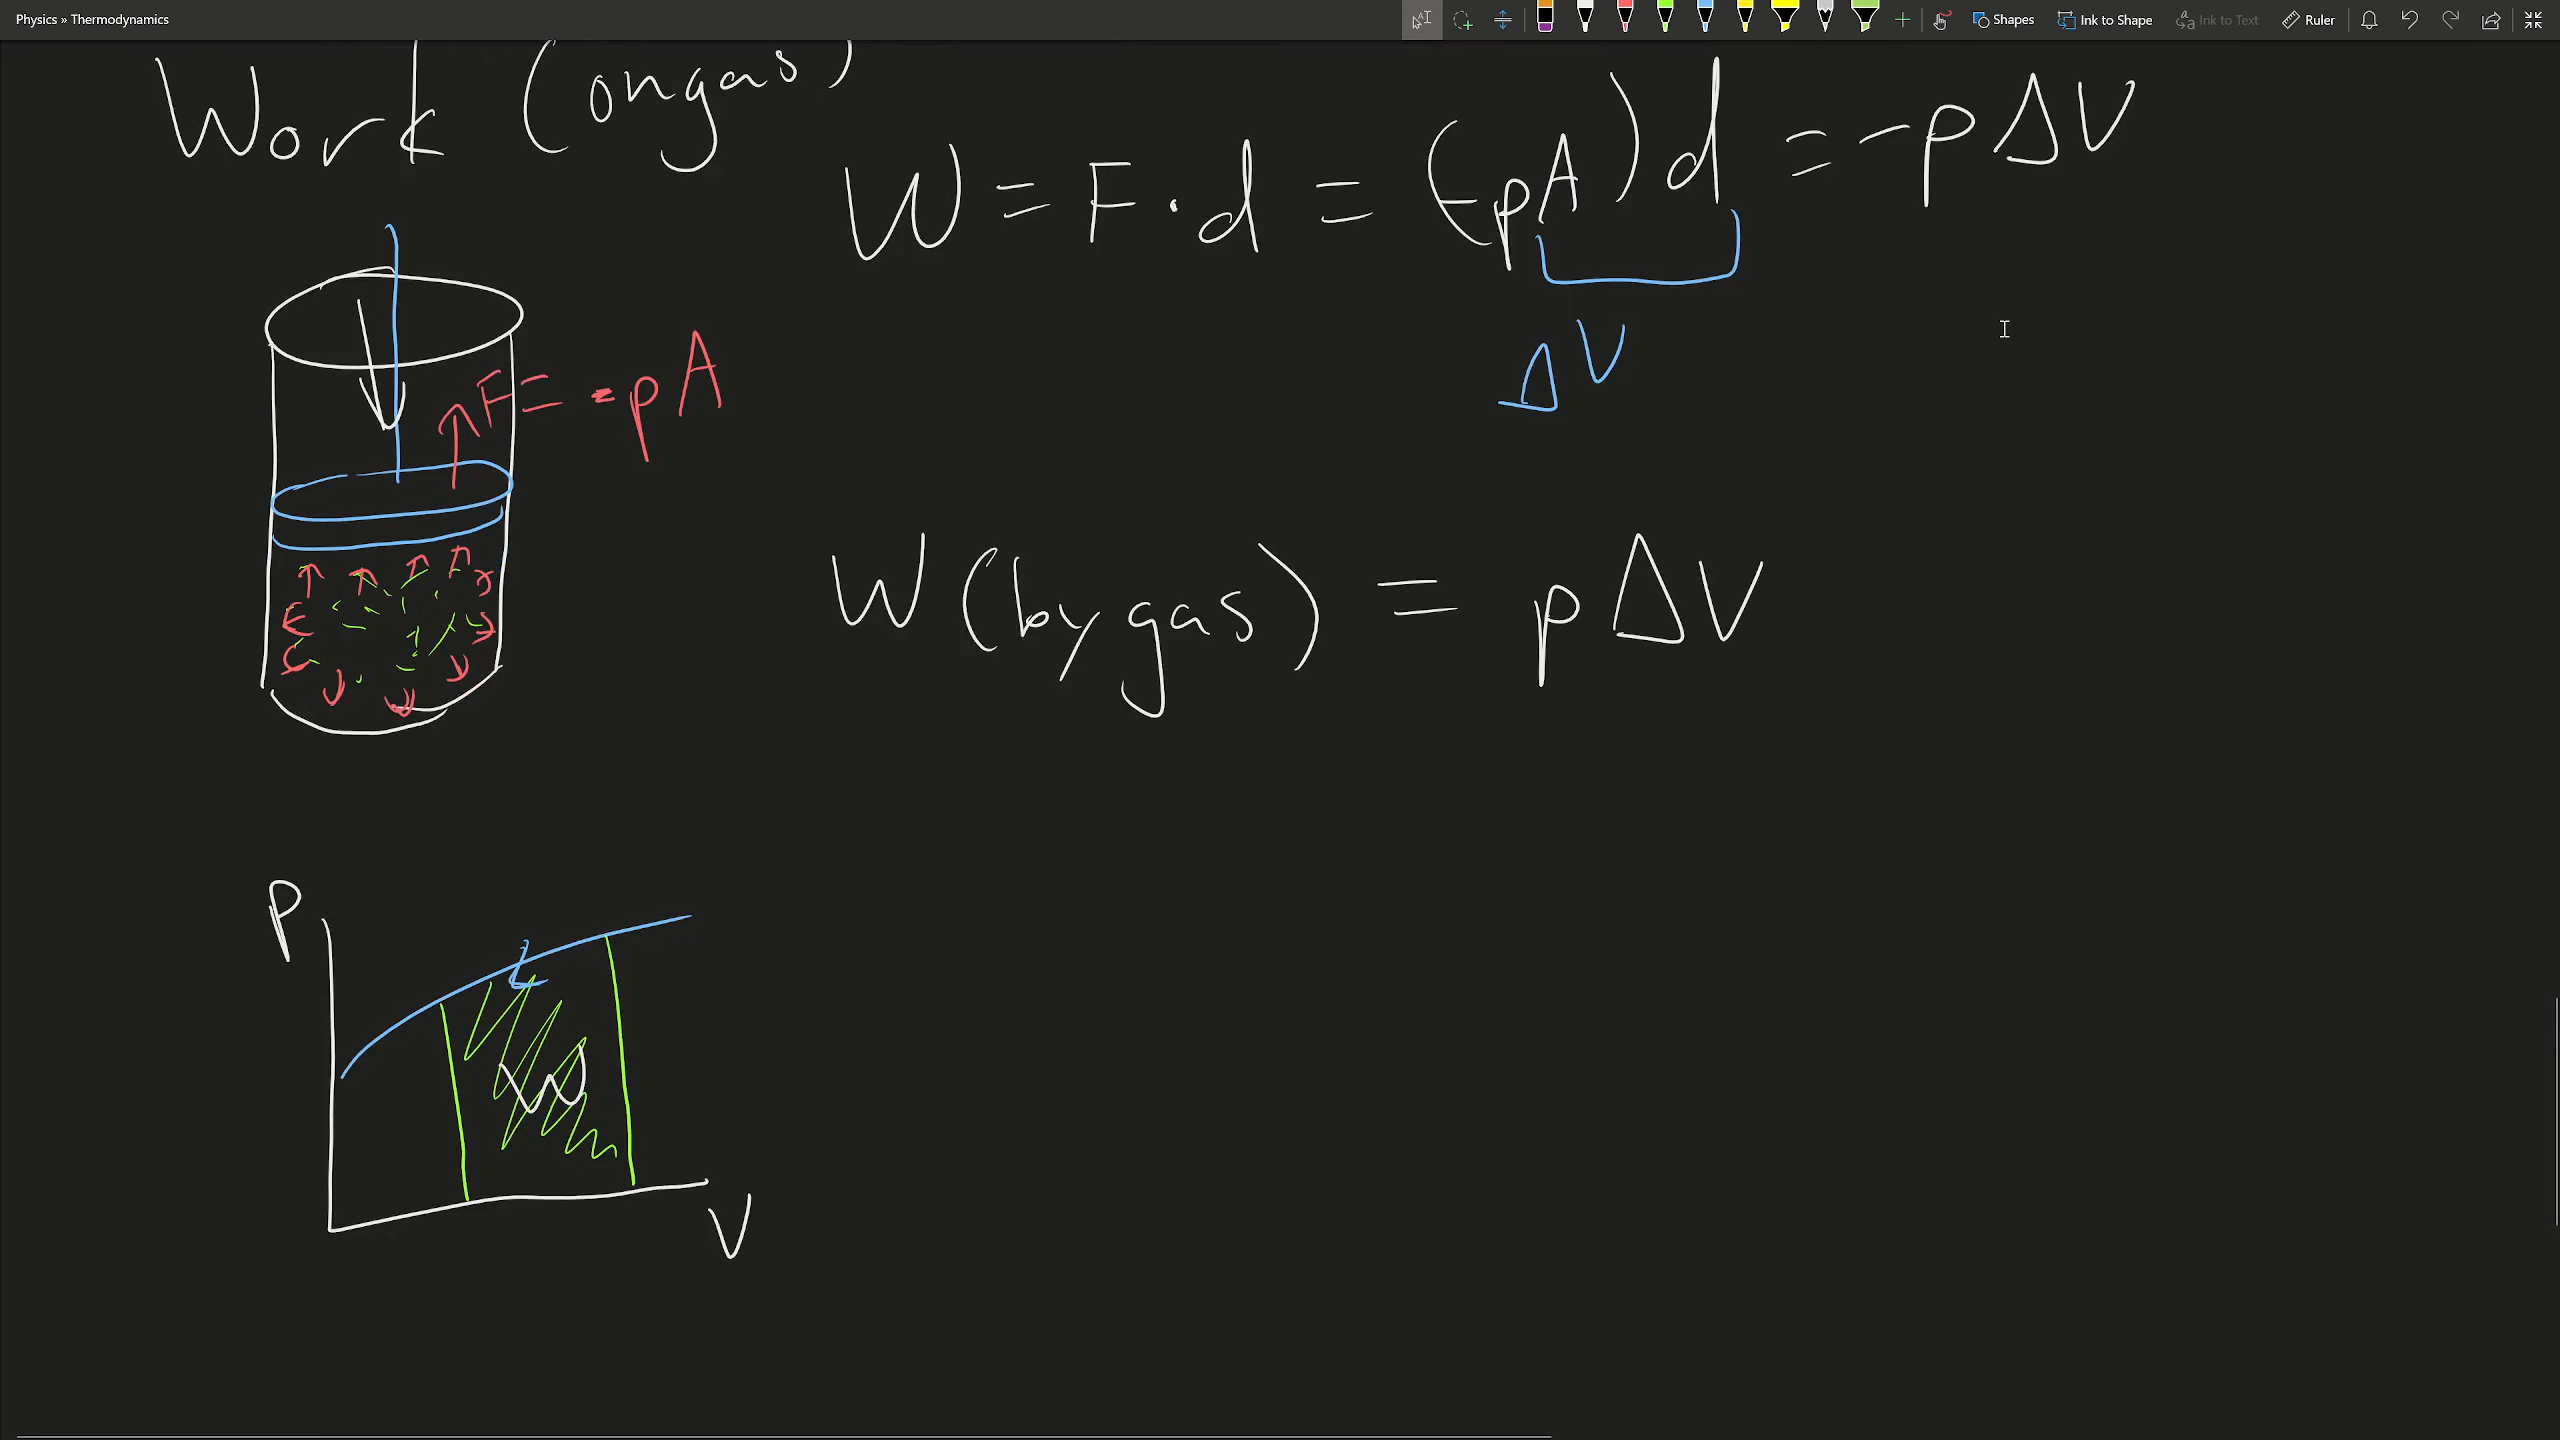 Physics » Thermodynamics
Shapes
Ink to Shape
Ink to Text
Ruler
Work (on gas)
W = F · d = (-pA)d = -pΔV
ΔV
F = -pA
W (by gas) = pΔV
P
W
V